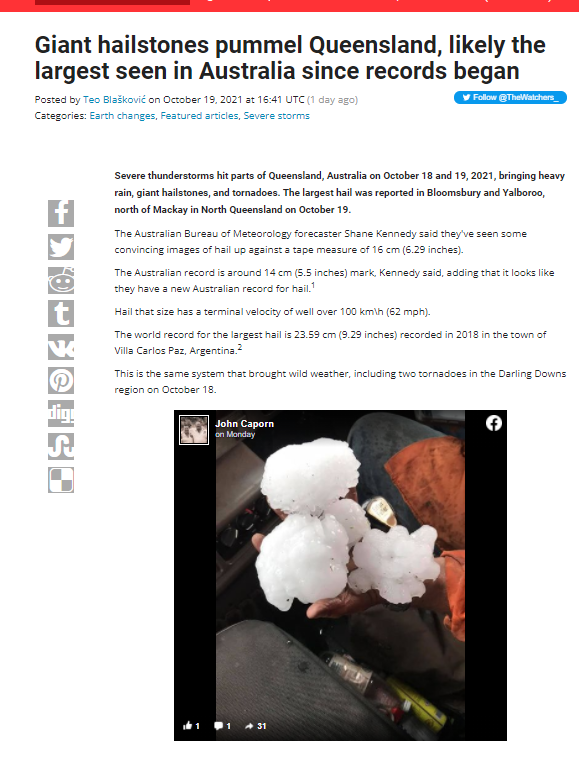 Giant hailstones pummel Queensland, likely the
largest seen in Australia since records began
Posted by Teo Blašković on October 19, 2021 at 16:41 UTC (1 day ago)
Follow @TheWatchers_
Categories: Earth changes, Featured articles, Severe storms
Severe thunderstorms hit parts of Queensland, Australia on October 18 and 19, 2021, bringing heavy
rain, giant hailstones, and tornadoes. The largest hail was reported in Bloomsbury and Yalboroo,
north of Mackay in North Queensland on October 19.
The Australian Bureau of Meteorology forecaster Shane Kennedy said they've seen some
convincing images of hail up against a tape measure of 16 cm (6.29 inches).
The Australian record is around 14 cm (5.5 inches) mark, Kennedy said, adding that it looks like
they have a new Australian record for hail.1
Hail that size has a terminal velocity of well over 100 km\h (62 mph).
The world record for the largest hail is 23.59 cm (9.29 inches) recorded in 2018 in the town of
Villa Carlos Paz, Argentina.2
This is the same system that brought wild weather, including two tornadoes in the Darling Downs
region on October 18.
digg
John Caporn
on Monday
1 1 31